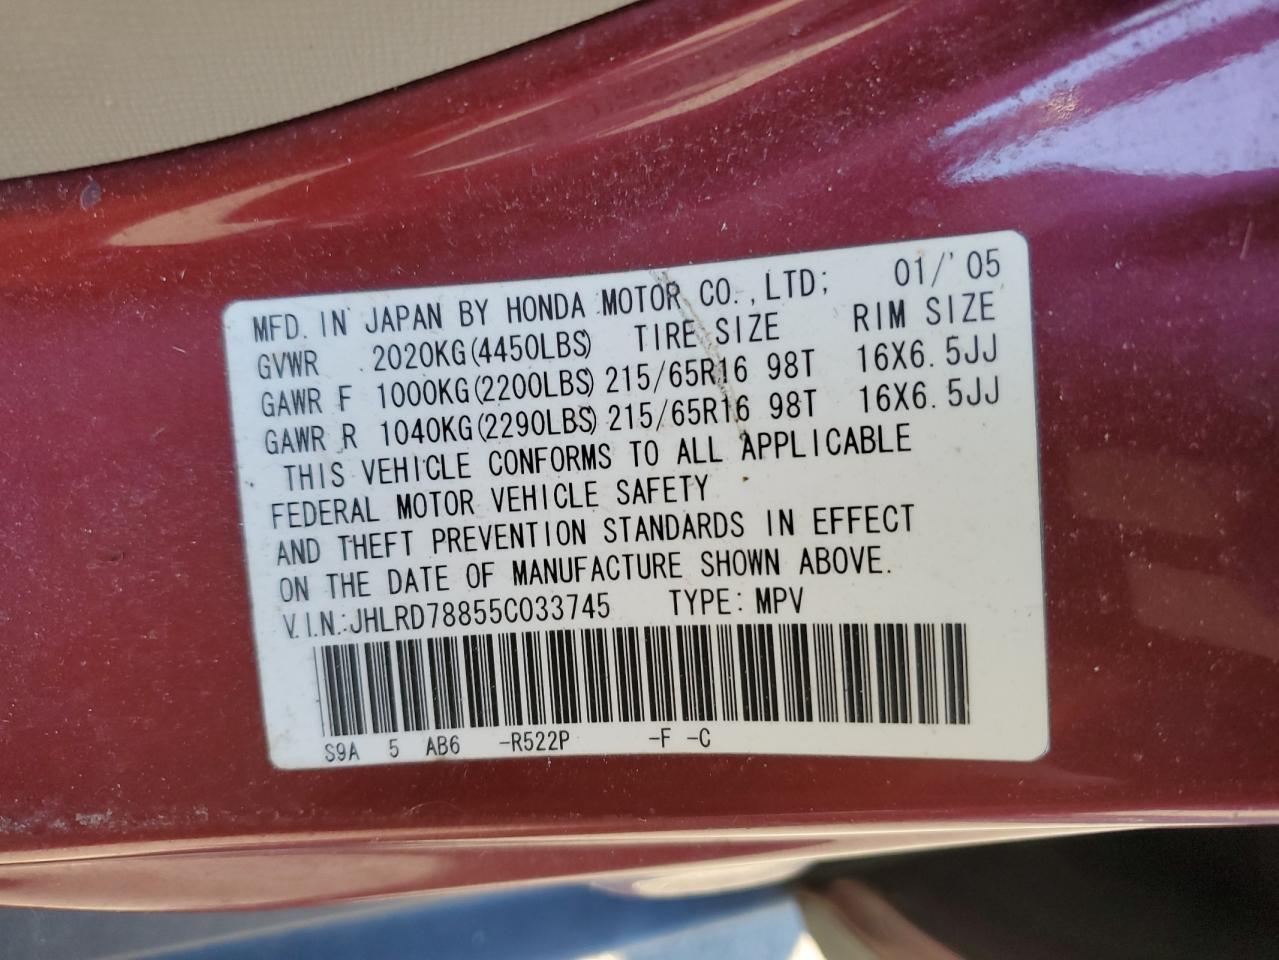 MFD. IN JAPAN BY HONDA MOTOR CO., LTD; 01/'05
GVWR 2020KG(4450LBS) TIRE SIZE RIM SIZE
GAWR F 1000KG(2200LBS) 215/65R16 98T 16X6.5JJ
GAWR R 1040KG(2290LBS) 215/65R16 98T 16X6.5JJ
THIS VEHICLE CONFORMS TO ALL APPLICABLE
FEDERAL MOTOR VEHICLE SAFETY
AND THEFT PREVENTION STANDARDS IN EFFECT
ON THE DATE OF MANUFACTURE SHOWN ABOVE.
V.I.N.:JHLRD78855C033745 TYPE:MPV
S9A 5 AB6 -R522P -F -C